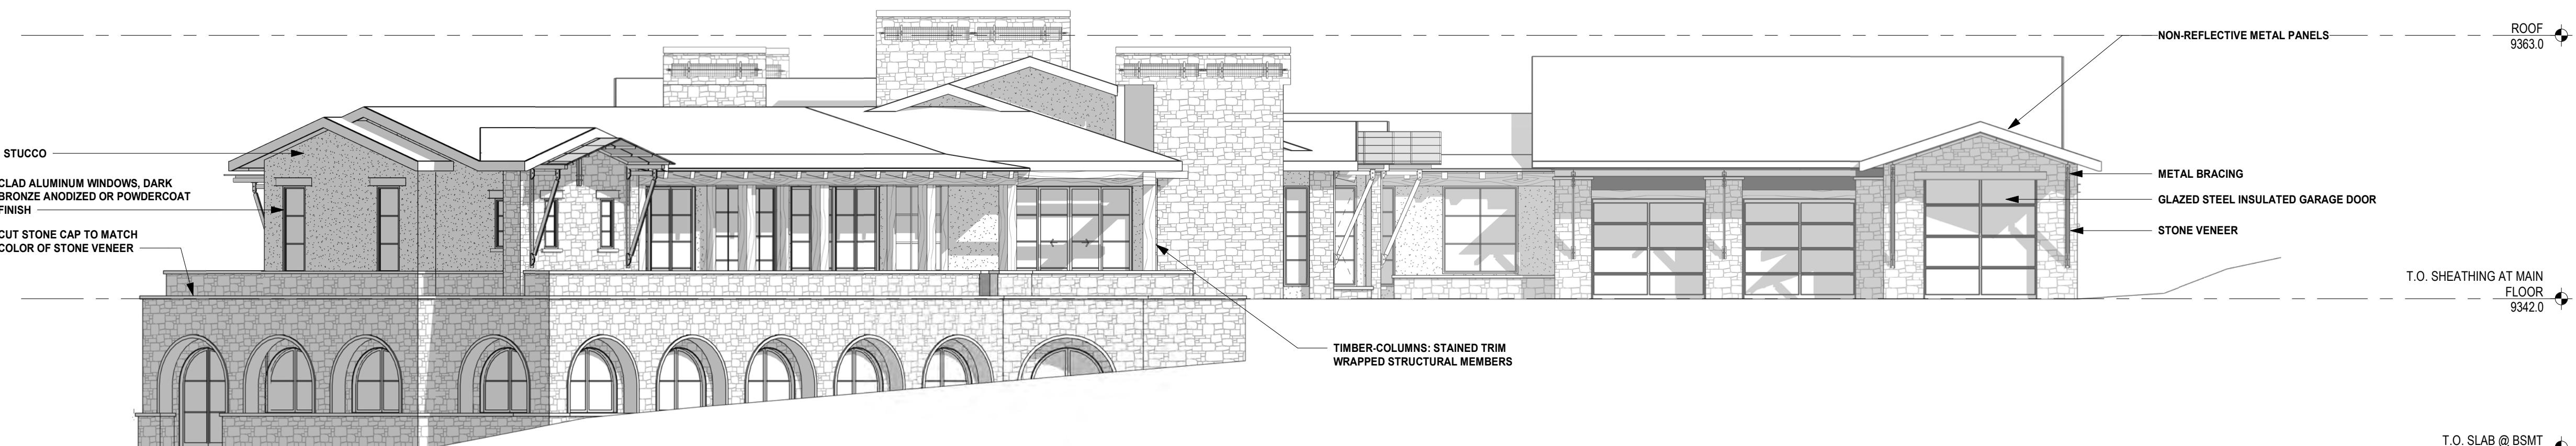 ROOF
9363.0
NON-REFLECTIVE METAL PANELS
STUCCO
CLAD ALUMINUM WINDOWS, DARK
BRONZE ANODIZED OR POWDERCOAT
FINISH
CUT STONE CAP TO MATCH
COLOR OF STONE VENEER
METAL BRACING
GLAZED STEEL INSULATED GARAGE DOOR
STONE VENEER
T.O. SHEATHING AT MAIN
FLOOR
9342.0
TIMBER-COLUMNS: STAINED TRIM
WRAPPED STRUCTURAL MEMBERS
T.O. SLAB @ BSMT